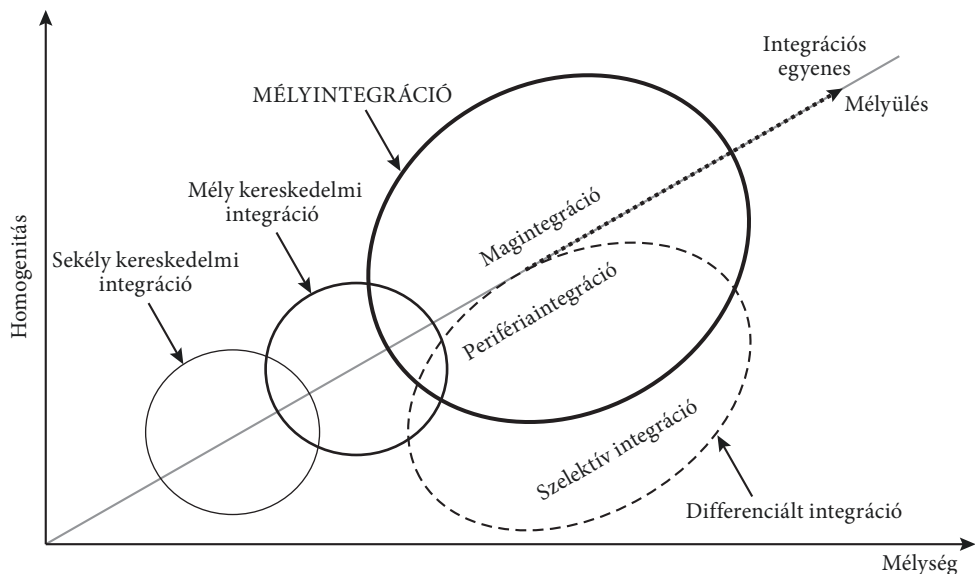 Integrációs
egyenes
Mélyülés
MÉLYINTEGRÁCIÓ
Mély kereskedelmi
integráció
Sekély kereskedelmi
integráció
Homogenitás
Magintegráció
Perifériaintegráció
Szelektív integráció
Differenciált integráció
Mélység